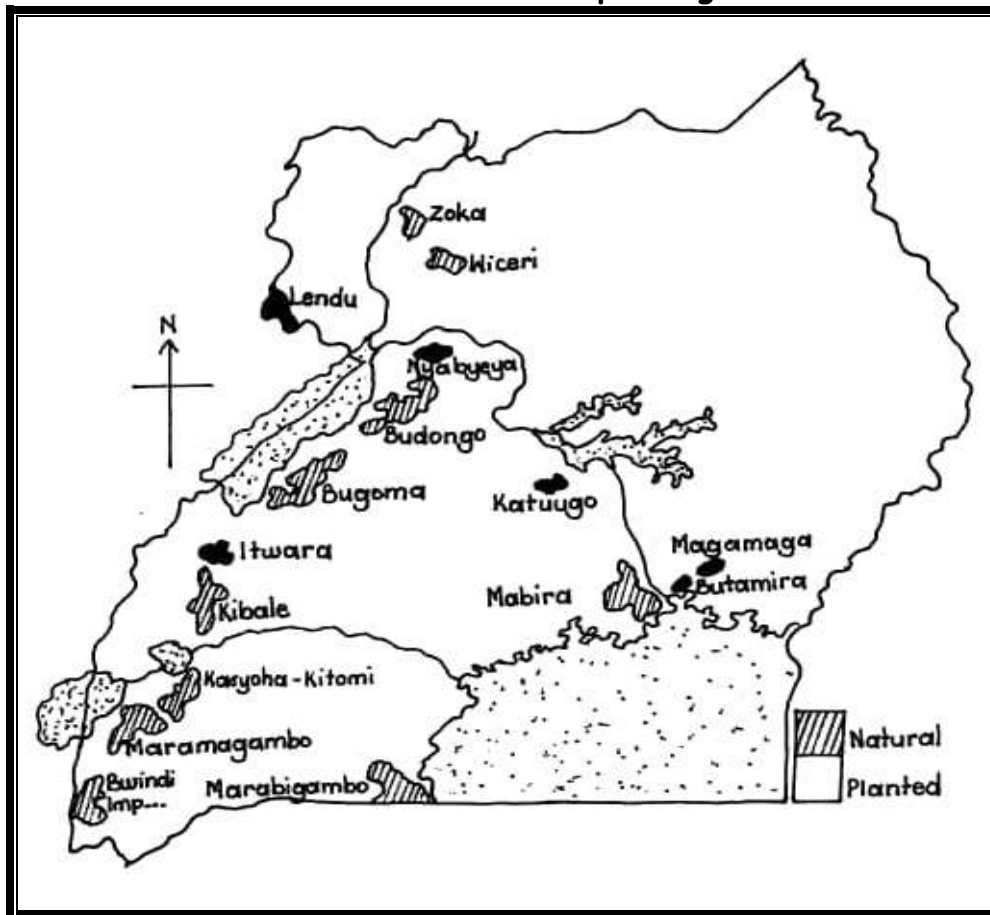 Zoka
Wiceri
Lendu
N
Nyabyeya
Budongo
Bugoma
Katuugo
Itwara
Magamaga
Butamira
Mabira
Kibale
Kasyoha-Kitomi
Maramagambo
Natural
Bwindi
Imp...
Marabigambo
Planted